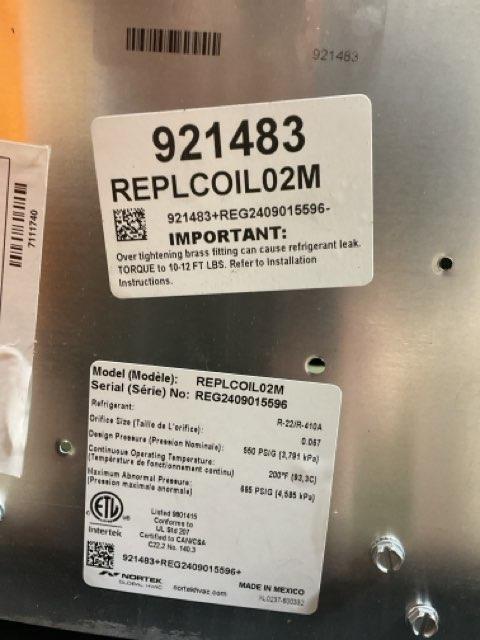 921483
921483
REPLCOIL02M
921483+REG2409015596-
IMPORTANT:
Over tightening brass fitting can cause refrigerant leak.
TORQUE to 10-12 FT LBS. Refer to Installation
Instructions.
7111740
Model (Modèle): REPLCOIL02M
Serial (Série) No: REG2409015596
Refrigerant: R-22/R-410A
Orifice Size (Taille de L'orifice): 0.067
Design Pressure (Pression Nominale): 550 PSIG (3,791 kPa)
Continuous Operating Temperature: 200°F (93,3C)
(Température de fonctionnement continu)
Maximum Abnormal Pressure: 665 PSIG (4,585 kPa)
(Pression maximale anormale)
C ETL
Intertek
Listed 9801415
Conforms to
UL Std 207
Certified to CAN/CSA
C22.2 No. 140.3
921483+REG2409015596+
NORTEK
GLOBAL HVAC
nortekhvac.com
MADE IN MEXICO